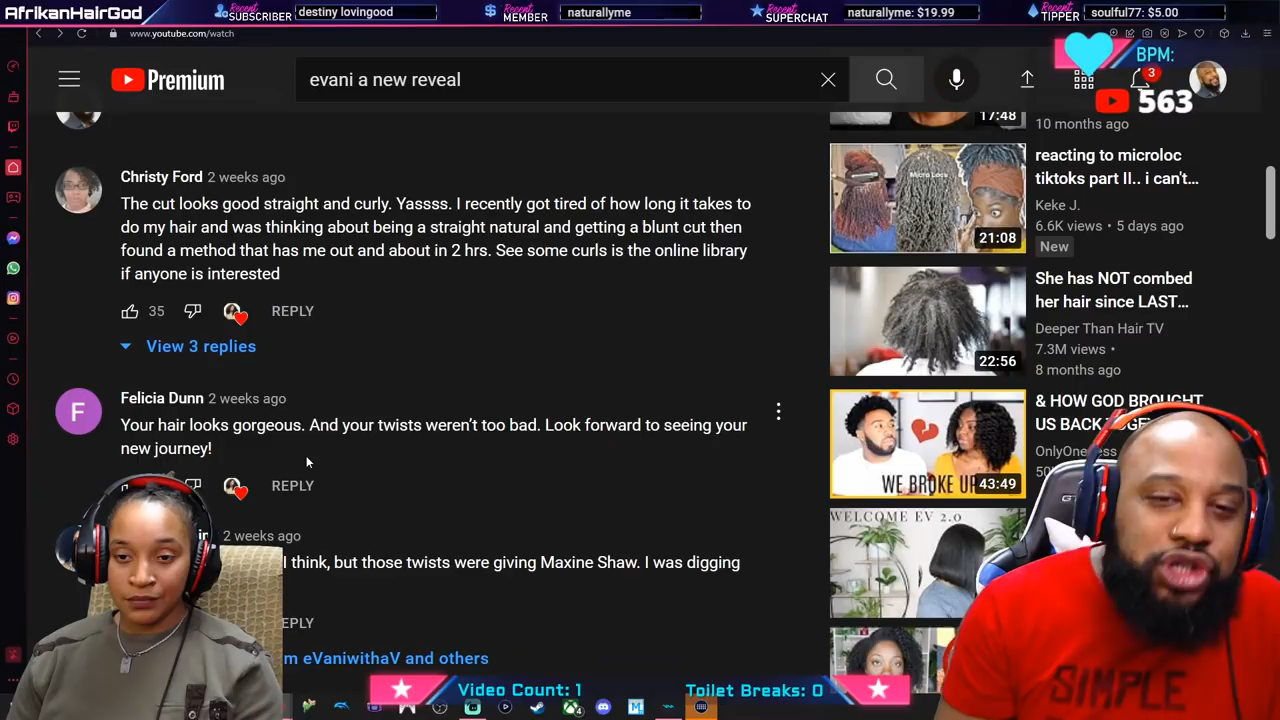 AfrikanHairGod
Recent SUBSCRIBER destiny lovingood
Recent MEMBER naturallyme
Recent SUPERCHAT naturallyme: $19.99
Recent TIPPER soulful77: $5.00
www.youtube.com/watch
BPM:
Premium
evani a new reveal
3
563
17:48
10 months ago
Christy Ford 2 weeks ago
The cut looks good straight and curly. Yassss. I recently got tired of how long it takes to
do my hair and was thinking about being a straight natural and getting a blunt cut then
found a method that has me out and about in 2 hrs. See some curls is the online library
if anyone is interested
35
REPLY
View 3 replies
Micro Locs
21:08
reacting to microloc
tiktoks part II.. i can't...
Keke J.
6.6K views • 5 days ago
New
22:56
She has NOT combed
her hair since LAST...
Deeper Than Hair TV
7.3M views •
8 months ago
F
Felicia Dunn 2 weeks ago
Your hair looks gorgeous. And your twists weren't too bad. Look forward to seeing your
new journey!
REPLY
WE BROKE UP
43:49
& HOW GOD BROUGHT
US BACK
2 weeks ago
I think, but those twists were giving Maxine Shaw. I was digging
WELCOME EV 2.0
eVaniwithaV and others
SIMPLE
Video Count: 1
Toilet Breaks: 0